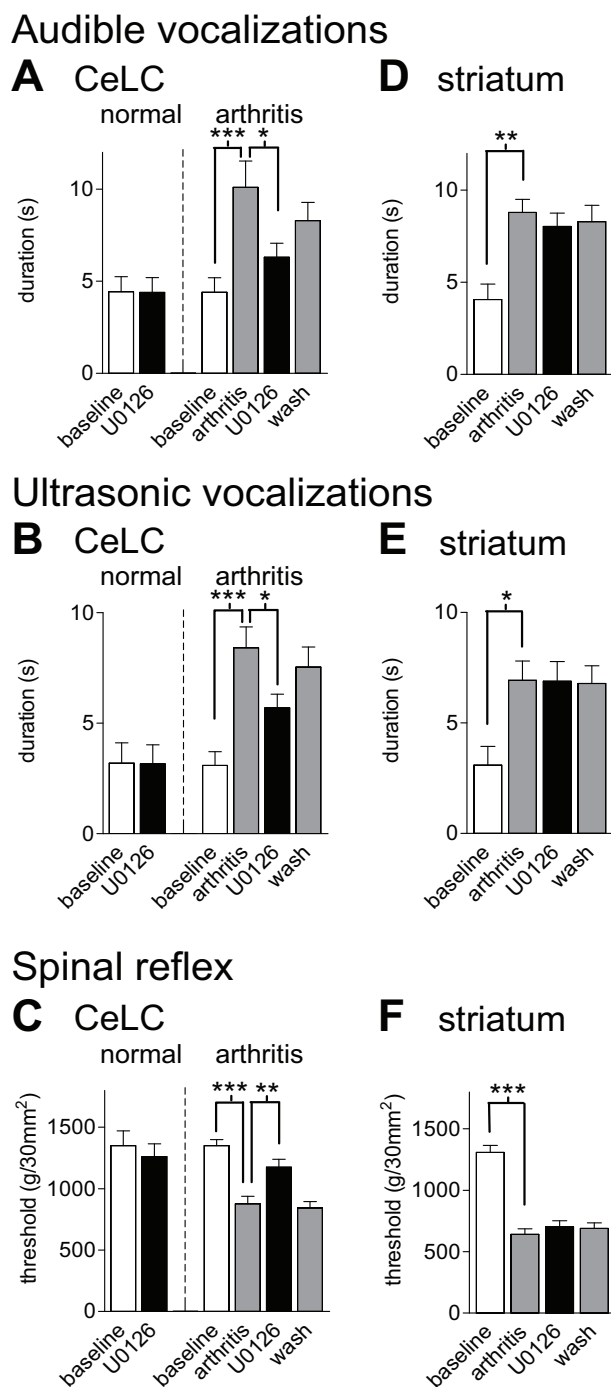 Audible vocalizations
A CeLC
normal arthritis
*** *
duration (s)
10
5
0
baseline U0126 baseline arthritis U0126 wash
D striatum
**
duration (s)
10
5
0
baseline arthritis U0126 wash
Ultrasonic vocalizations
B CeLC
normal arthritis
*** *
duration (s)
10
5
0
baseline U0126 baseline arthritis U0126 wash
E striatum
*
duration (s)
10
5
0
baseline arthritis U0126 wash
Spinal reflex
C CeLC
normal arthritis
*** **
threshold (g/30mm²)
1500
1000
500
0
baseline U0126 baseline arthritis U0126 wash
F striatum
***
threshold (g/30mm²)
1500
1000
500
0
baseline arthritis U0126 wash